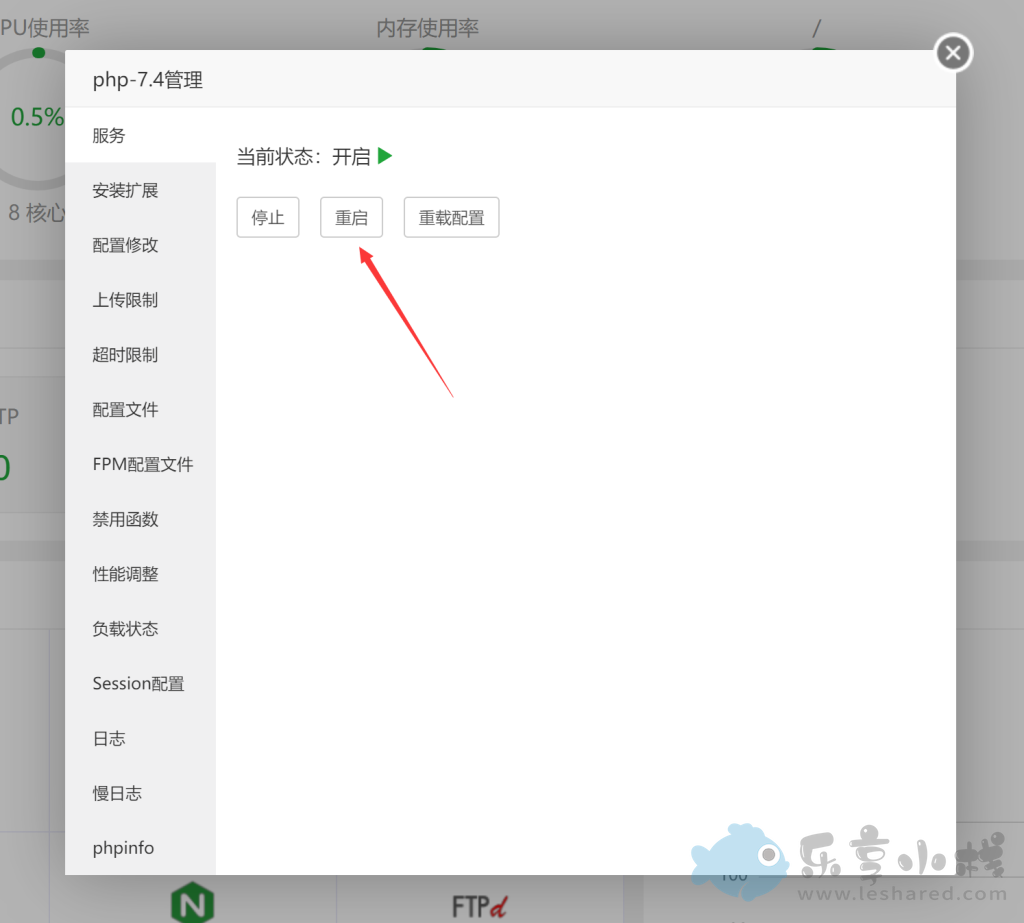 PU使用率
内存使用率
/
0.5%
8 核心
TP
0
php-7.4管理
服务
安装扩展
配置修改
上传限制
超时限制
配置文件
FPM配置文件
禁用函数
性能调整
负载状态
Session配置
日志
慢日志
phpinfo
当前状态：开启
停止
重启
重载配置
N
FTPd
100
乐享小栈
www.leshared.com